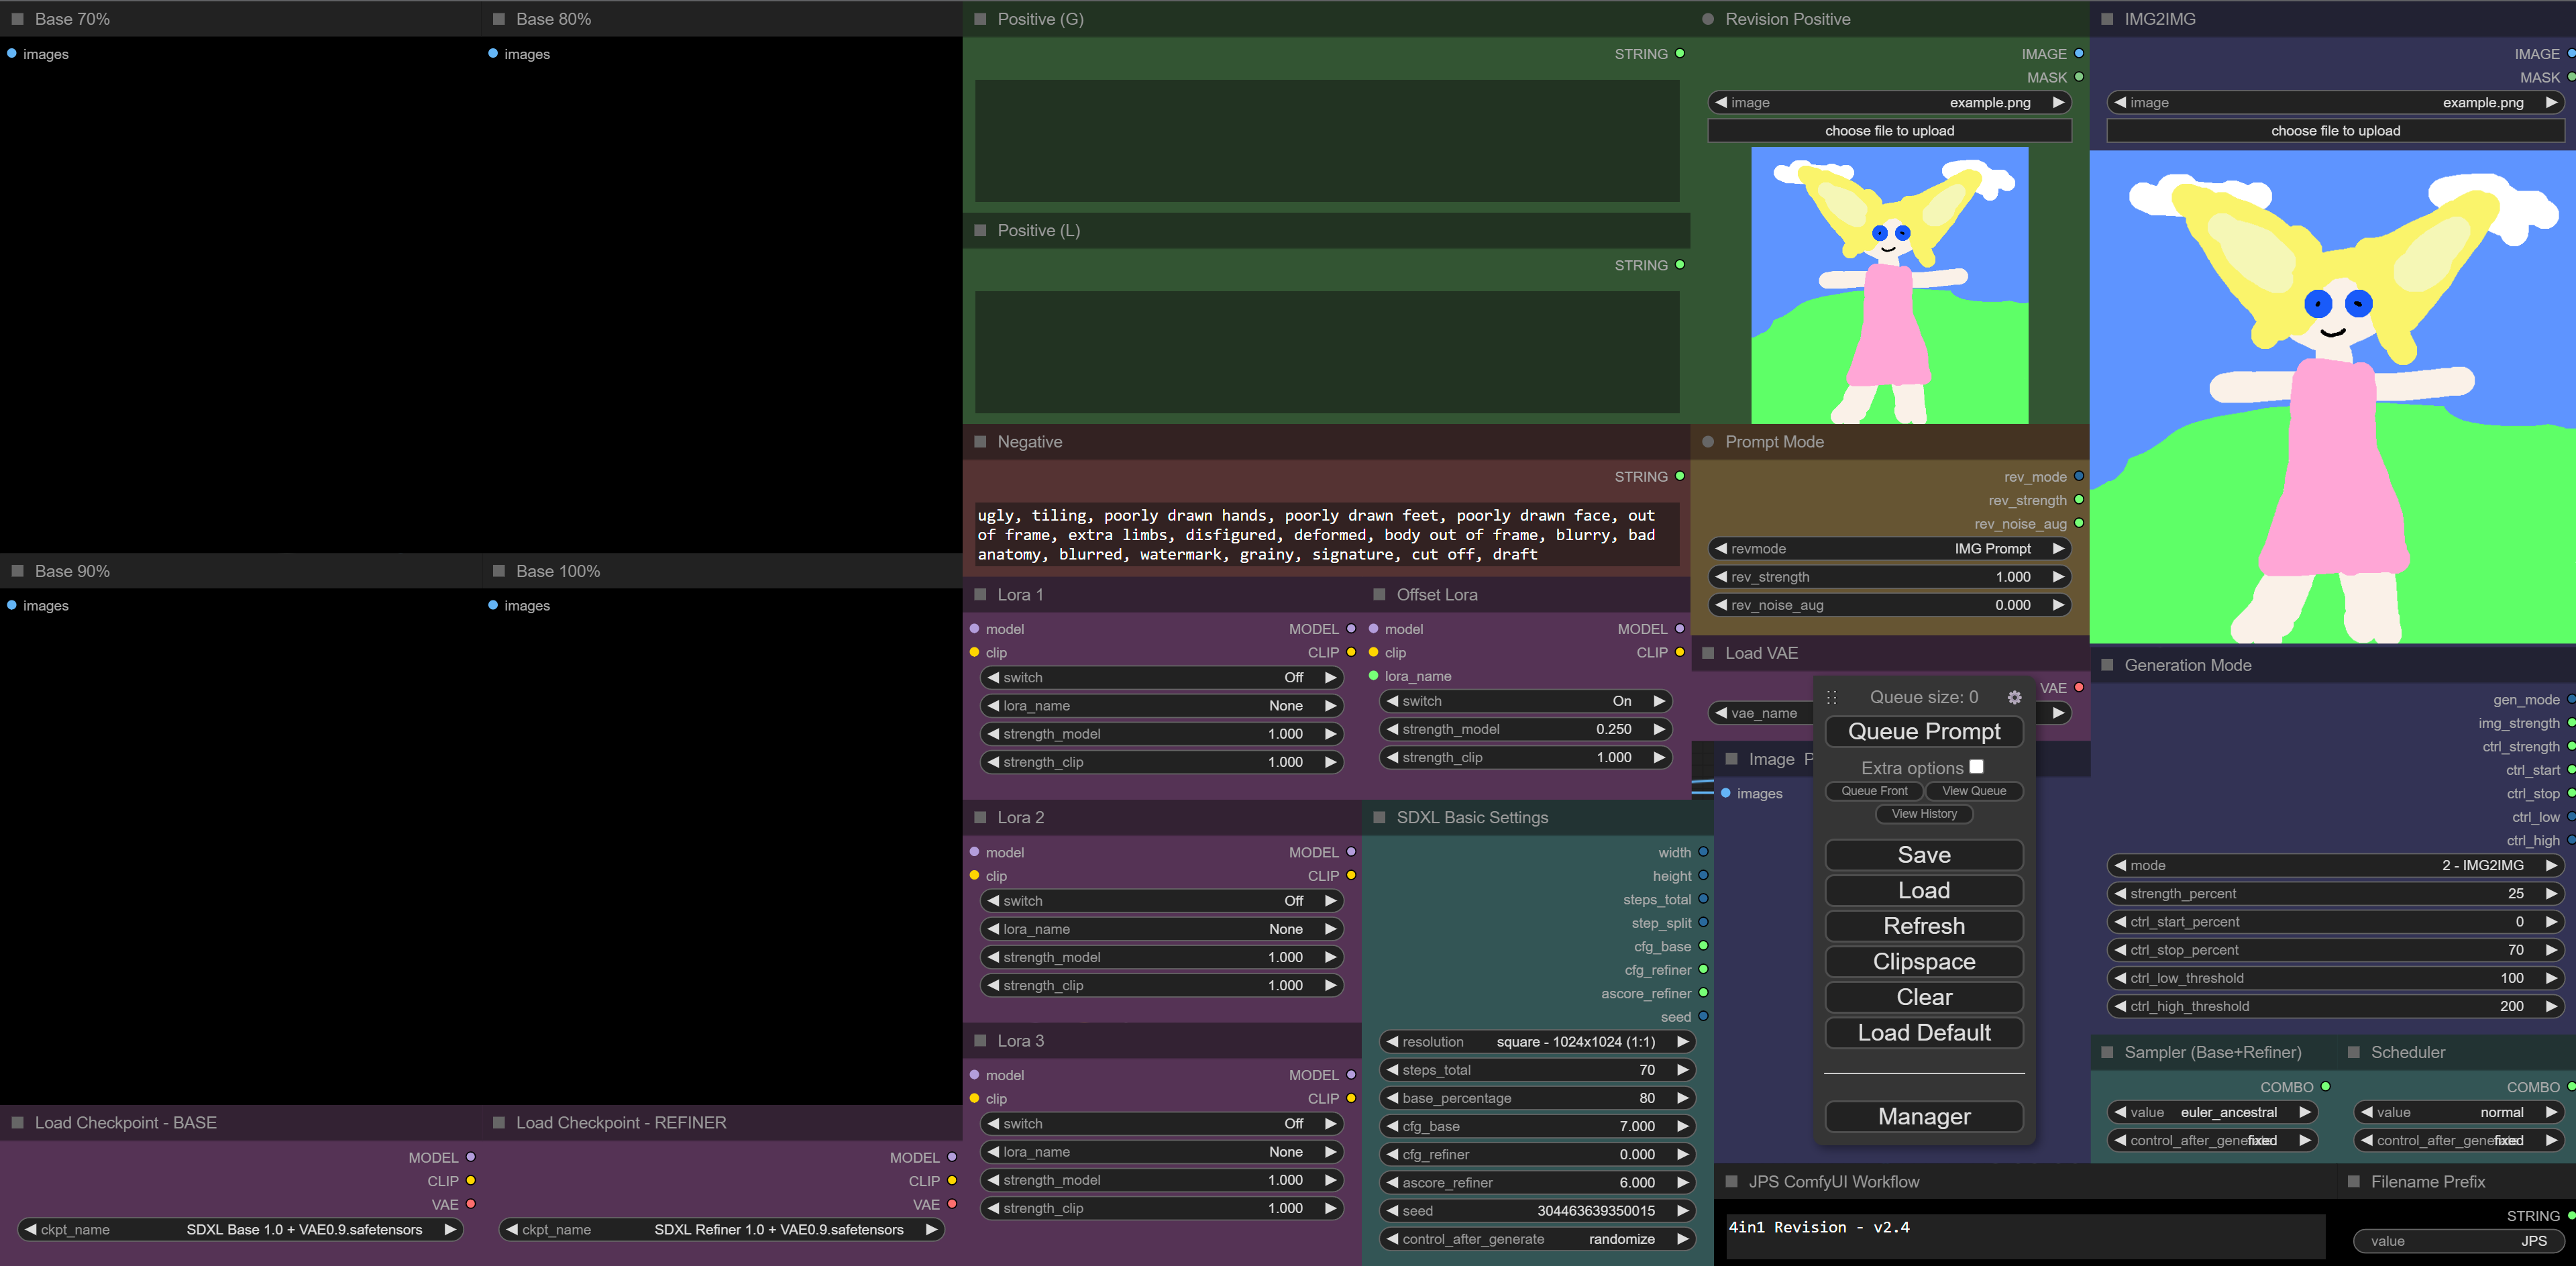 Base 70%
images
Base 80%
images
Base 90%
images
Base 100%
images
Load Checkpoint - BASE
MODEL
CLIP
VAE
ckpt_name SDXL Base 1.0 + VAE0.9.safetensors
Load Checkpoint - REFINER
MODEL
CLIP
VAE
ckpt_name SDXL Refiner 1.0 + VAE0.9.safetensors
Positive (G)
STRING
Positive (L)
STRING
Negative
STRING
ugly, tiling, poorly drawn hands, poorly drawn feet, poorly drawn face, out
of frame, extra limbs, disfigured, deformed, body out of frame, blurry, bad
anatomy, blurred, watermark, grainy, signature, cut off, draft
Lora 1
model MODEL
clip CLIP
switch Off
lora_name None
strength_model 1.000
strength_clip 1.000
Offset Lora
model MODEL
clip CLIP
lora_name
switch On
strength_model 0.250
strength_clip 1.000
Lora 2
model MODEL
clip CLIP
switch Off
lora_name None
strength_model 1.000
strength_clip 1.000
Lora 3
model MODEL
clip CLIP
switch Off
lora_name None
strength_model 1.000
strength_clip 1.000
SDXL Basic Settings
width
height
steps_total
step_split
cfg_base
cfg_refiner
ascore_refiner
seed
resolution square - 1024x1024 (1:1)
steps_total 70
base_percentage 80
cfg_base 7.000
cfg_refiner 0.000
ascore_refiner 6.000
seed 304463639350015
control_after_generate randomize
Revision Positive
IMAGE
MASK
image example.png
choose file to upload
Prompt Mode
rev_mode
rev_strength
rev_noise_aug
revmode IMG Prompt
rev_strength 1.000
rev_noise_aug 0.000
Load VAE
VAE
vae_name
Image P
images
Queue size: 0
Queue Prompt
Extra options
Queue Front View Queue
View History
Save
Load
Refresh
Clipspace
Clear
Load Default
Manager
IMG2IMG
IMAGE
MASK
image example.png
choose file to upload
Generation Mode
gen_mode
img_strength
ctrl_strength
ctrl_start
ctrl_stop
ctrl_low
ctrl_high
mode 2 - IMG2IMG
strength_percent 25
ctrl_start_percent 0
ctrl_stop_percent 70
ctrl_low_threshold 100
ctrl_high_threshold 200
Sampler (Base+Refiner)
COMBO
value euler_ancestral
control_after_generate fixed
Scheduler
COMBO
value normal
control_after_generate fixed
JPS ComfyUI Workflow
4in1 Revision - v2.4
Filename Prefix
STRING
value JPS